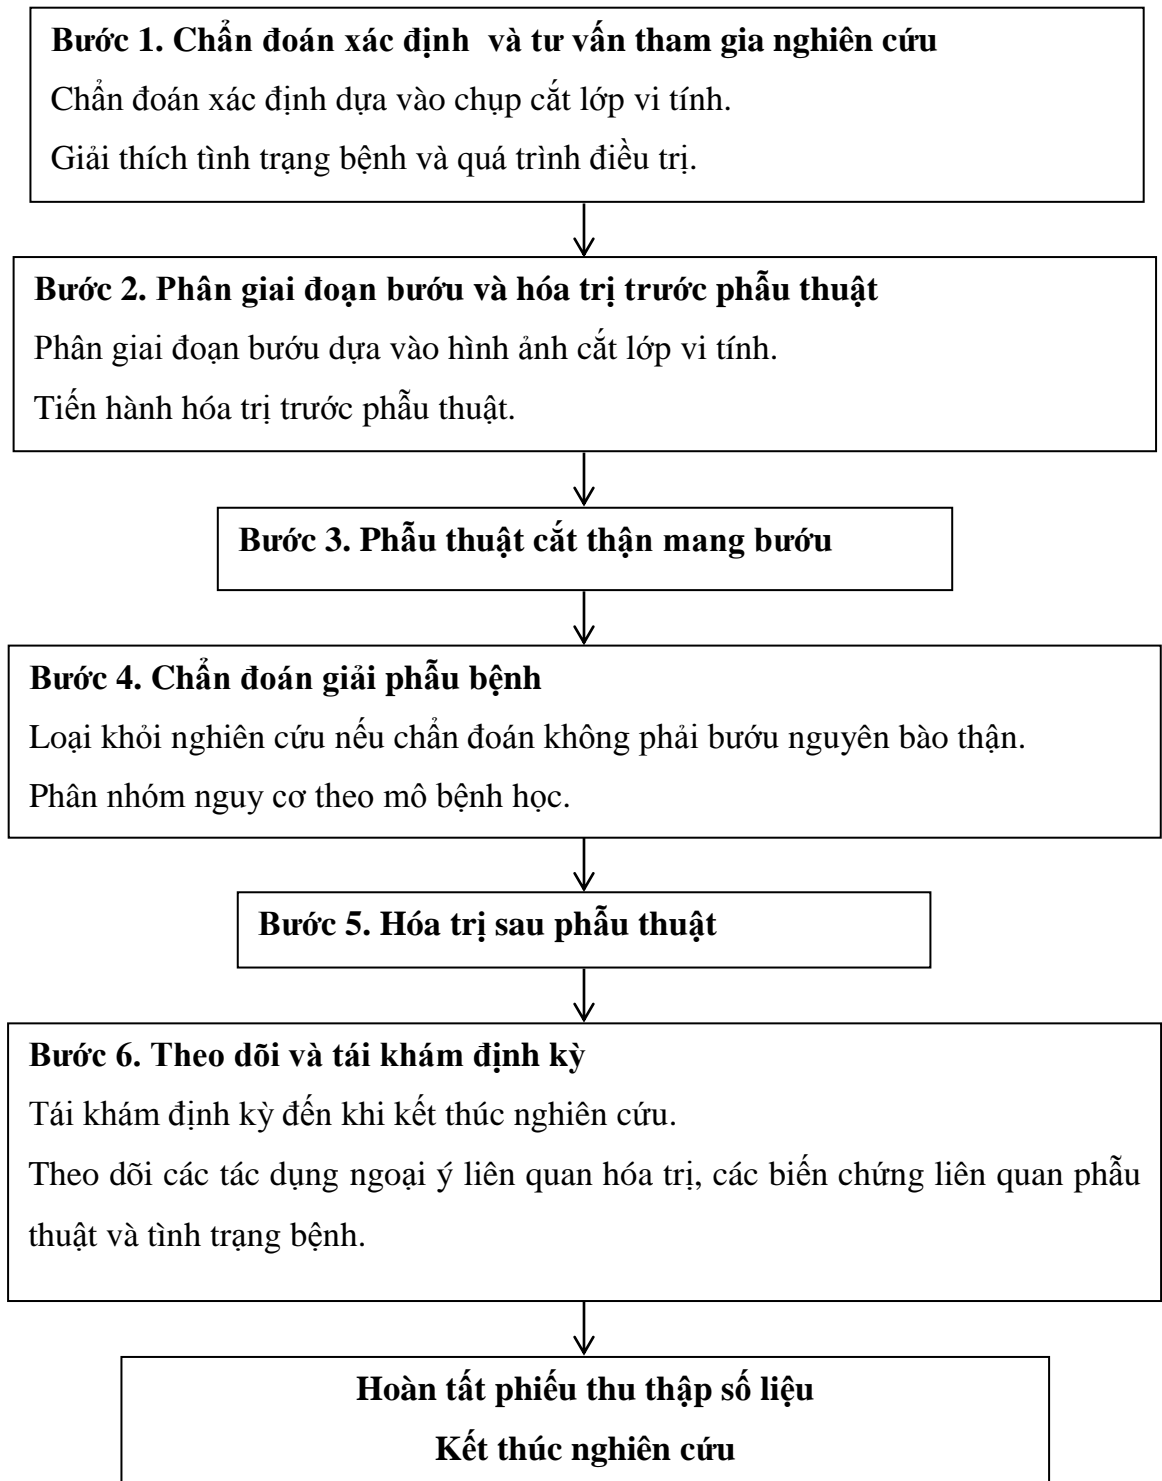 Bước 1. Chẩn đoán xác định và tư vấn tham gia nghiên cứu
Chẩn đoán xác định dựa vào chụp cắt lớp vi tính.
Giải thích tình trạng bệnh và quá trình điều trị.
Bước 2. Phân giai đoạn bướu và hóa trị trước phẫu thuật
Phân giai đoạn bướu dựa vào hình ảnh cắt lớp vi tính.
Tiến hành hóa trị trước phẫu thuật.
Bước 3. Phẫu thuật cắt thận mang bướu
Bước 4. Chẩn đoán giải phẫu bệnh
Loại khỏi nghiên cứu nếu chẩn đoán không phải bướu nguyên bào thận.
Phân nhóm nguy cơ theo mô bệnh học.
Bước 5. Hóa trị sau phẫu thuật
Bước 6. Theo dõi và tái khám định kỳ
Tái khám định kỳ đến khi kết thúc nghiên cứu.
Theo dõi các tác dụng ngoại ý liên quan hóa trị, các biến chứng liên quan phẫu
thuật và tình trạng bệnh.
Hoàn tất phiếu thu thập số liệu
Kết thúc nghiên cứu